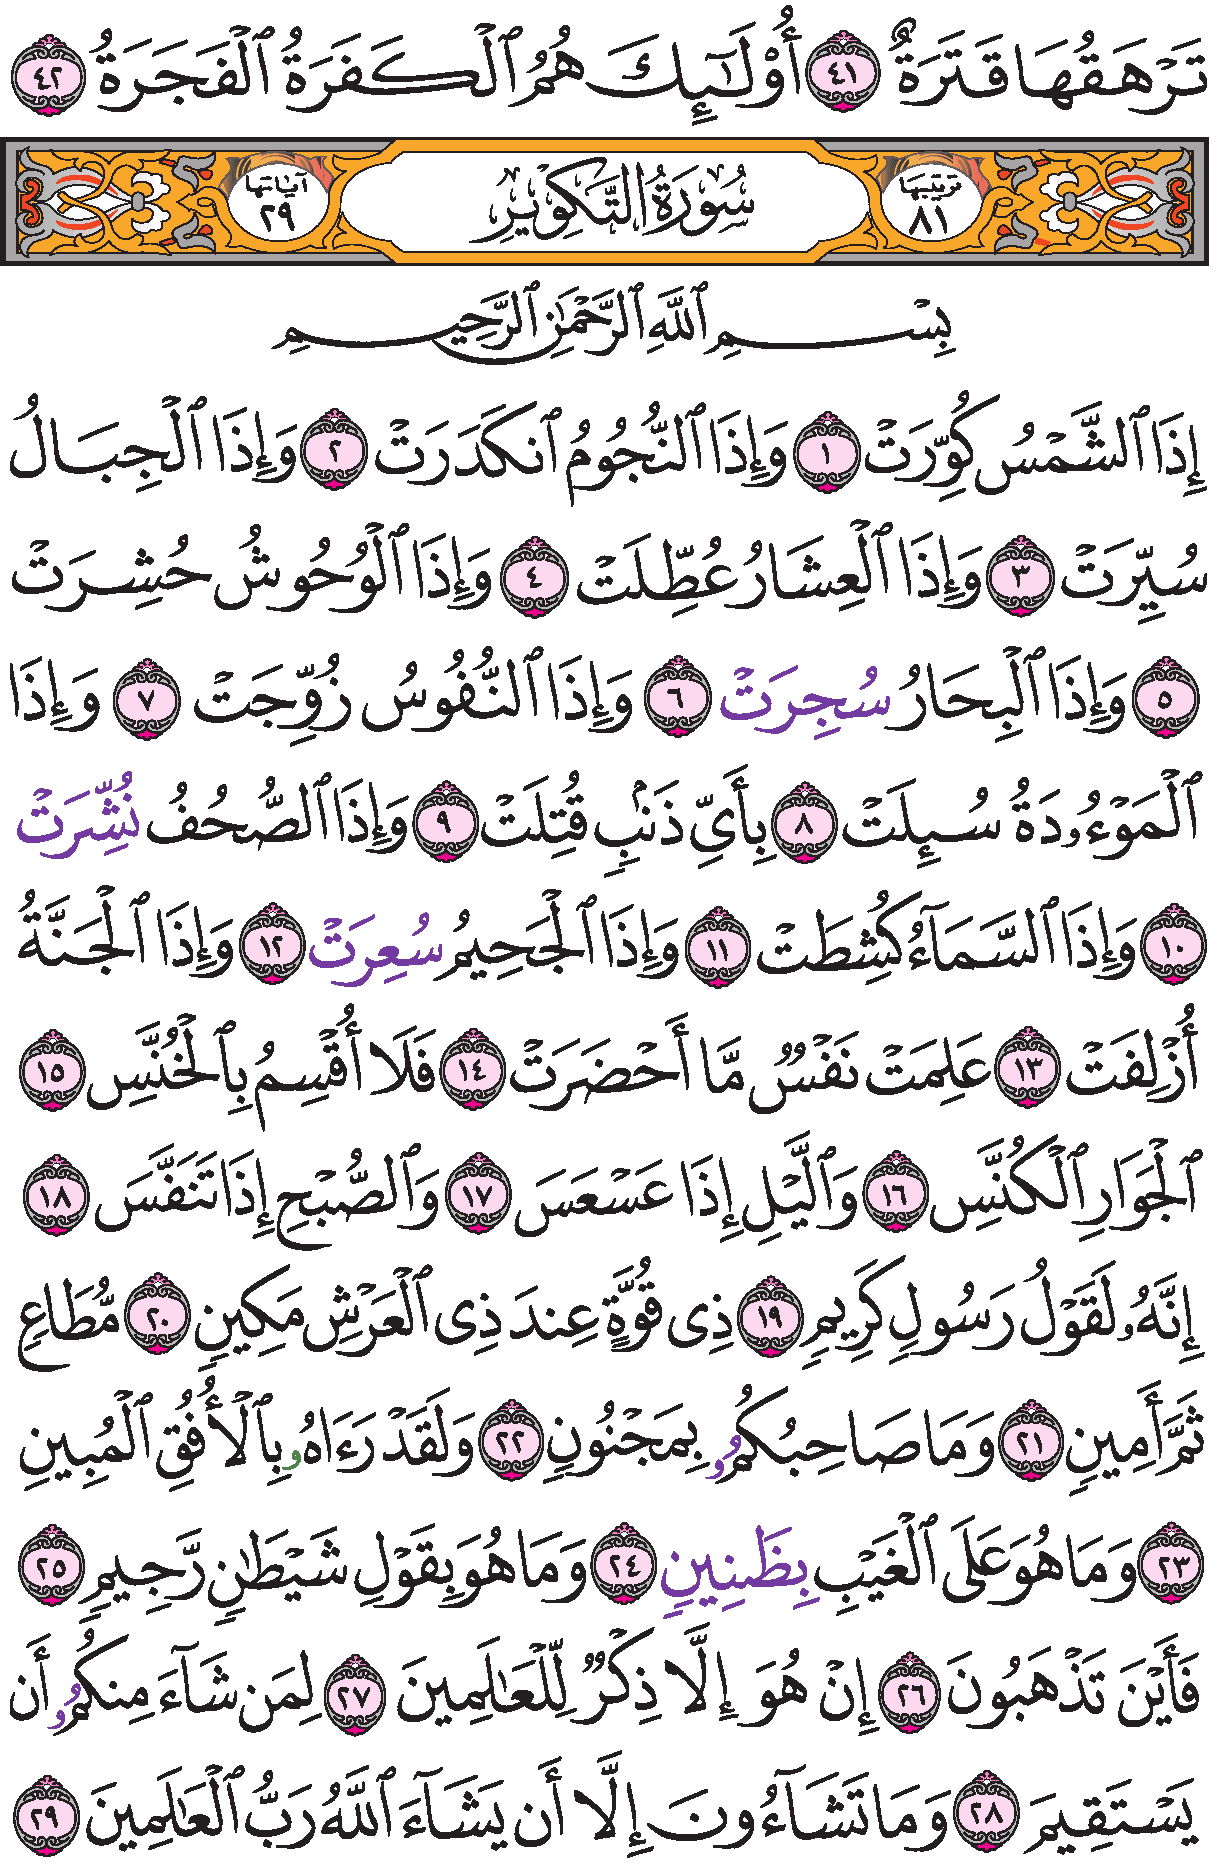 تَرْهَقُهَا قَتَرَةٌ ٤١ أُوْلَـٰٓئِكَ هُمُ ٱلْكَفَرَةُ ٱلْفَجَرَةُ ٤٢
ترتيبها ٨١ سُورَةُ التَّكْوِيرِ آياتها ٢٩
بِسْمِ ٱللَّهِ ٱلرَّحْمَـٰنِ ٱلرَّحِيمِ
إِذَا ٱلشَّمْسُ كُوِّرَتْ ١ وَإِذَا ٱلنُّجُومُ ٱنكَدَرَتْ ٢ وَإِذَا ٱلْجِبَالُ
سُيِّرَتْ ٣ وَإِذَا ٱلْعِشَارُ عُطِّلَتْ ٤ وَإِذَا ٱلْوُحُوشُ حُشِرَتْ
٥ وَإِذَا ٱلْبِحَارُ سُجِرَتْ ٦ وَإِذَا ٱلنُّفُوسُ زُوِّجَتْ ٧ وَإِذَا
ٱلْمَوْءُۥدَةُ سُئِلَتْ ٨ بِأَىِّ ذَنۢبٍ قُتِلَتْ ٩ وَإِذَا ٱلصُّحُفُ نُشِّرَتْ
١٠ وَإِذَا ٱلسَّمَآءُ كُشِطَتْ ١١ وَإِذَا ٱلْجَحِيمُ سُعِرَتْ ١٢ وَإِذَا ٱلْجَنَّةُ
أُزْلِفَتْ ١٣ عَلِمَتْ نَفْسٌ مَّا أَحْضَرَتْ ١٤ فَلَا أُقْسِمُ بِٱلْخُنَّسِ ١٥
ٱلْجَوَارِ ٱلْكُنَّسِ ١٦ وَٱلَّيْلِ إِذَا عَسْعَسَ ١٧ وَٱلصُّبْحِ إِذَا تَنَفَّسَ ١٨
إِنَّهُۥ لَقَوْلُ رَسُولٍ كَرِيمٍ ١٩ ذِى قُوَّةٍ عِندَ ذِى ٱلْعَرْشِ مَكِينٍ ٢٠ مُّطَاعٍ
ثَمَّ أَمِينٍ ٢١ وَمَا صَاحِبُكُمُۥ بِمَجْنُونٍ ٢٢ وَلَقَدْ رَءَاهُۥ بِٱلْأُفُقِ ٱلْمُبِينِ
٢٣ وَمَا هُوَ عَلَى ٱلْغَيْبِ بِظَنِينٍ ٢٤ وَمَا هُوَ بِقَوْلِ شَيْطَـٰنٍ رَّجِيمٍ ٢٥
فَأَيْنَ تَذْهَبُونَ ٢٦ إِنْ هُوَ إِلَّا ذِكْرٌ لِّلْعَـٰلَمِينَ ٢٧ لِمَن شَآءَ مِنكُمُۥ أَن
يَسْتَقِيمَ ٢٨ وَمَا تَشَآءُونَ إِلَّا أَن يَشَآءَ ٱللَّهُ رَبُّ ٱلْعَـٰلَمِينَ ٢٩